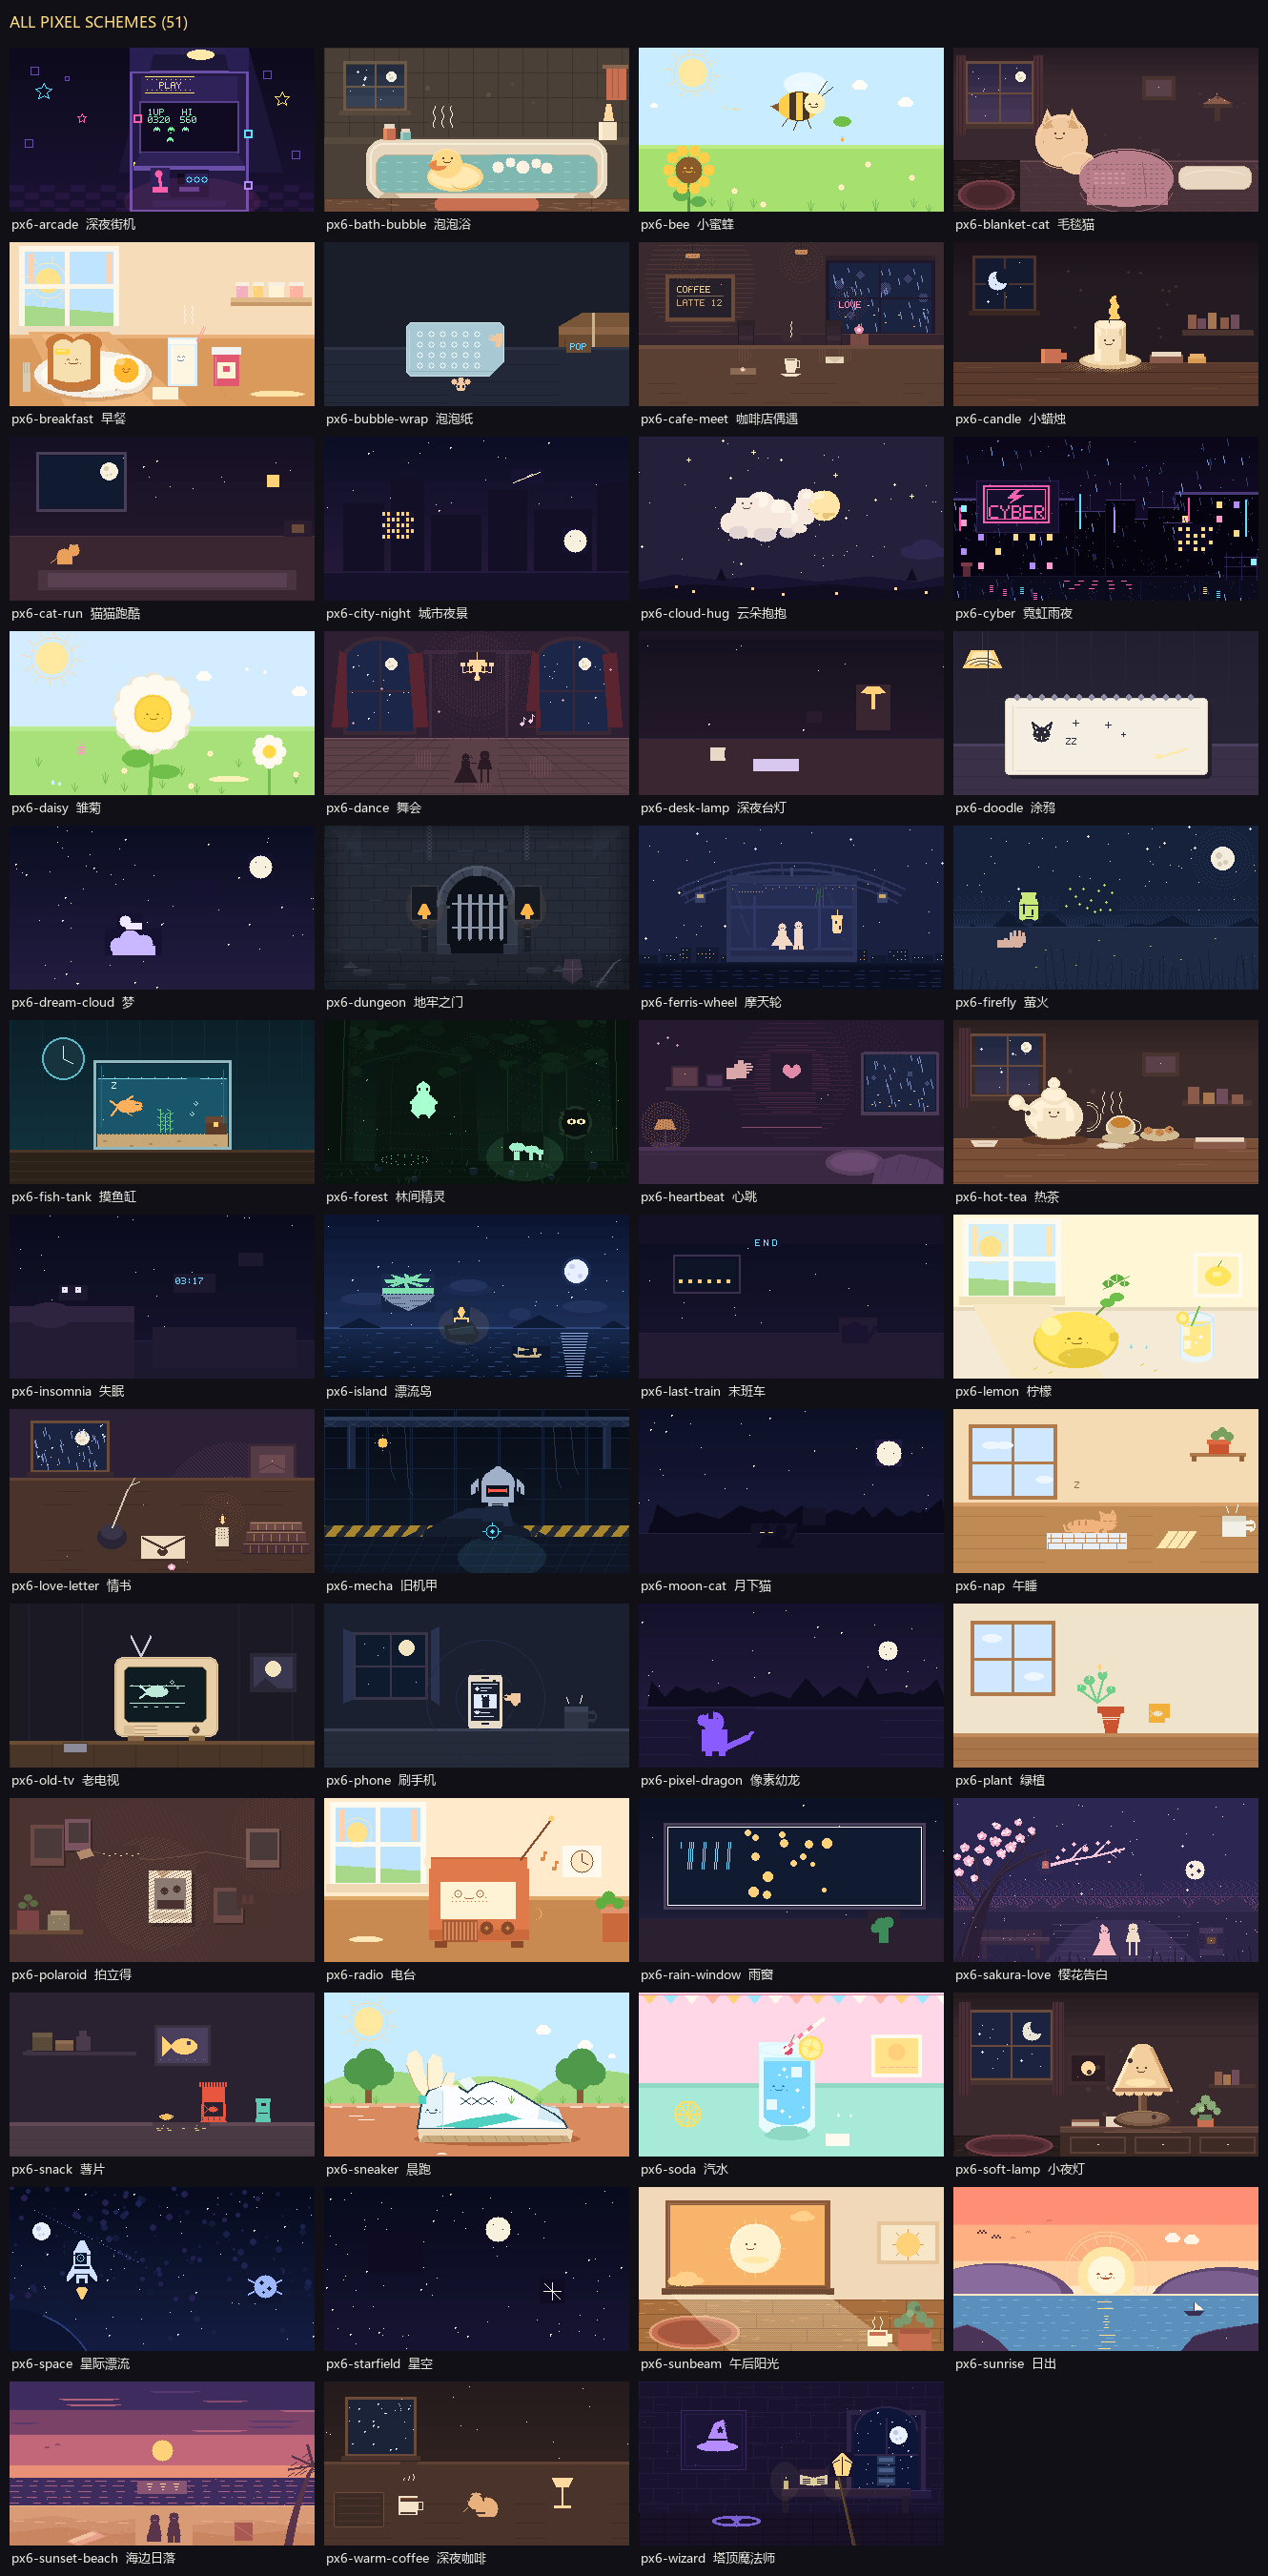 ALL PIXEL SCHEMES (51)
PLAY
1UP HI
0320 560
px6-arcade 深夜街机
px6-bath-bubble 泡泡浴
px6-bee 小蜜蜂
px6-blanket-cat 毛毯猫
POP
COFFEE
LATTE 12
LOVE
px6-breakfast 早餐
px6-bubble-wrap 泡泡纸
px6-cafe-meet 咖啡店偶遇
px6-candle 小蜡烛
CYBER
px6-cat-run 猫猫跑酷
px6-city-night 城市夜景
px6-cloud-hug 云朵抱抱
px6-cyber 霓虹雨夜
ZZ
px6-daisy 雏菊
px6-dance 舞会
px6-desk-lamp 深夜台灯
px6-doodle 涂鸦
px6-dream-cloud 梦
px6-dungeon 地牢之门
px6-ferris-wheel 摩天轮
px6-firefly 萤火
Z
px6-fish-tank 摸鱼缸
px6-forest 林间精灵
px6-heartbeat 心跳
px6-hot-tea 热茶
03:17
END
px6-insomnia 失眠
px6-island 漂流岛
px6-last-train 末班车
px6-lemon 柠檬
Z
px6-love-letter 情书
px6-mecha 旧机甲
px6-moon-cat 月下猫
px6-nap 午睡
px6-old-tv 老电视
px6-phone 刷手机
px6-pixel-dragon 像素幼龙
px6-plant 绿植
px6-polaroid 拍立得
px6-radio 电台
px6-rain-window 雨窗
px6-sakura-love 樱花告白
px6-snack 薯片
px6-sneaker 晨跑
px6-soda 汽水
px6-soft-lamp 小夜灯
px6-space 星际漂流
px6-starfield 星空
px6-sunbeam 午后阳光
px6-sunrise 日出
px6-sunset-beach 海边日落
px6-warm-coffee 深夜咖啡
px6-wizard 塔顶魔法师